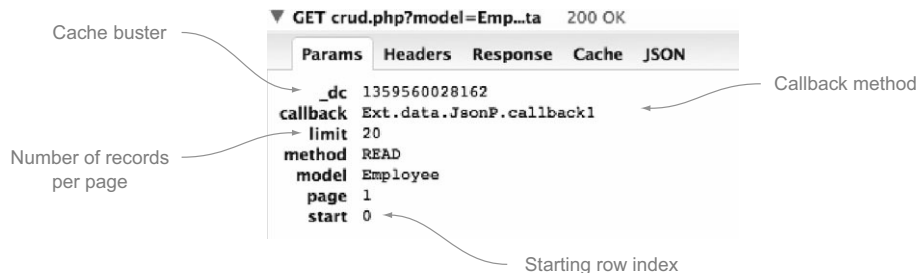 ▼ GET crud.php?model=Emp...ta 200 OK
Cache buster
Params Headers Response Cache JSON
_dc 1359560028162
Callback method
callback Ext.data.JsonP.callback1
limit 20
Number of records
per page
method READ
model Employee
page 1
start 0
Starting row index